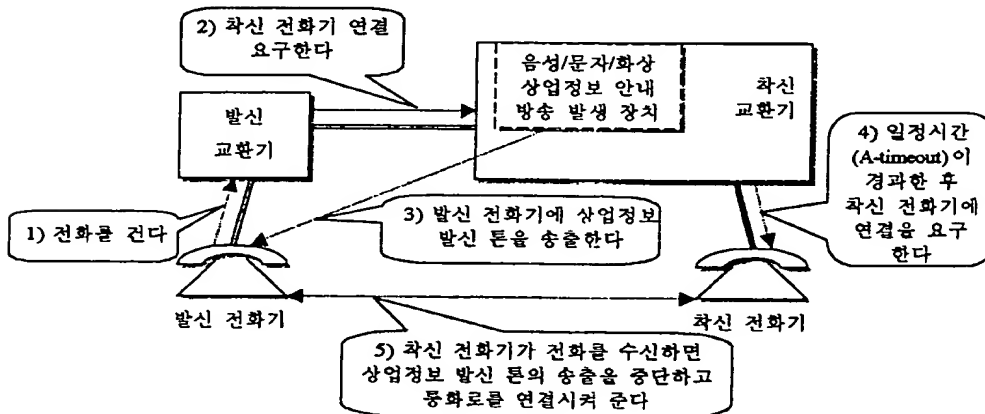 2) 착신 전화기 연결
요구한다
음성/문자/화상
상업정보 안내
방송 발생 장치
착신
교환기
발신
교환기
4) 일정시간
(A-timeout)이
경과한 후
착신 전화기에
연결을 요구
한다
1) 전화를 건다
3) 발신 전화기에 상업정보
발신 톤을 송출한다
발신 전화기
착신 전화기
5) 착신 전화기가 전화를 수신하면
상업정보 발신 톤의 송출을 중단하고
통화로를 연결시켜 준다